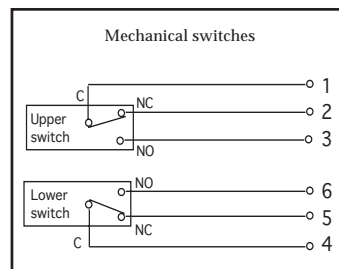 Mechanical switches
1
C
NC
2
Upper
switch
3
NO
NO
6
Lower
switch
5
NC
C
4